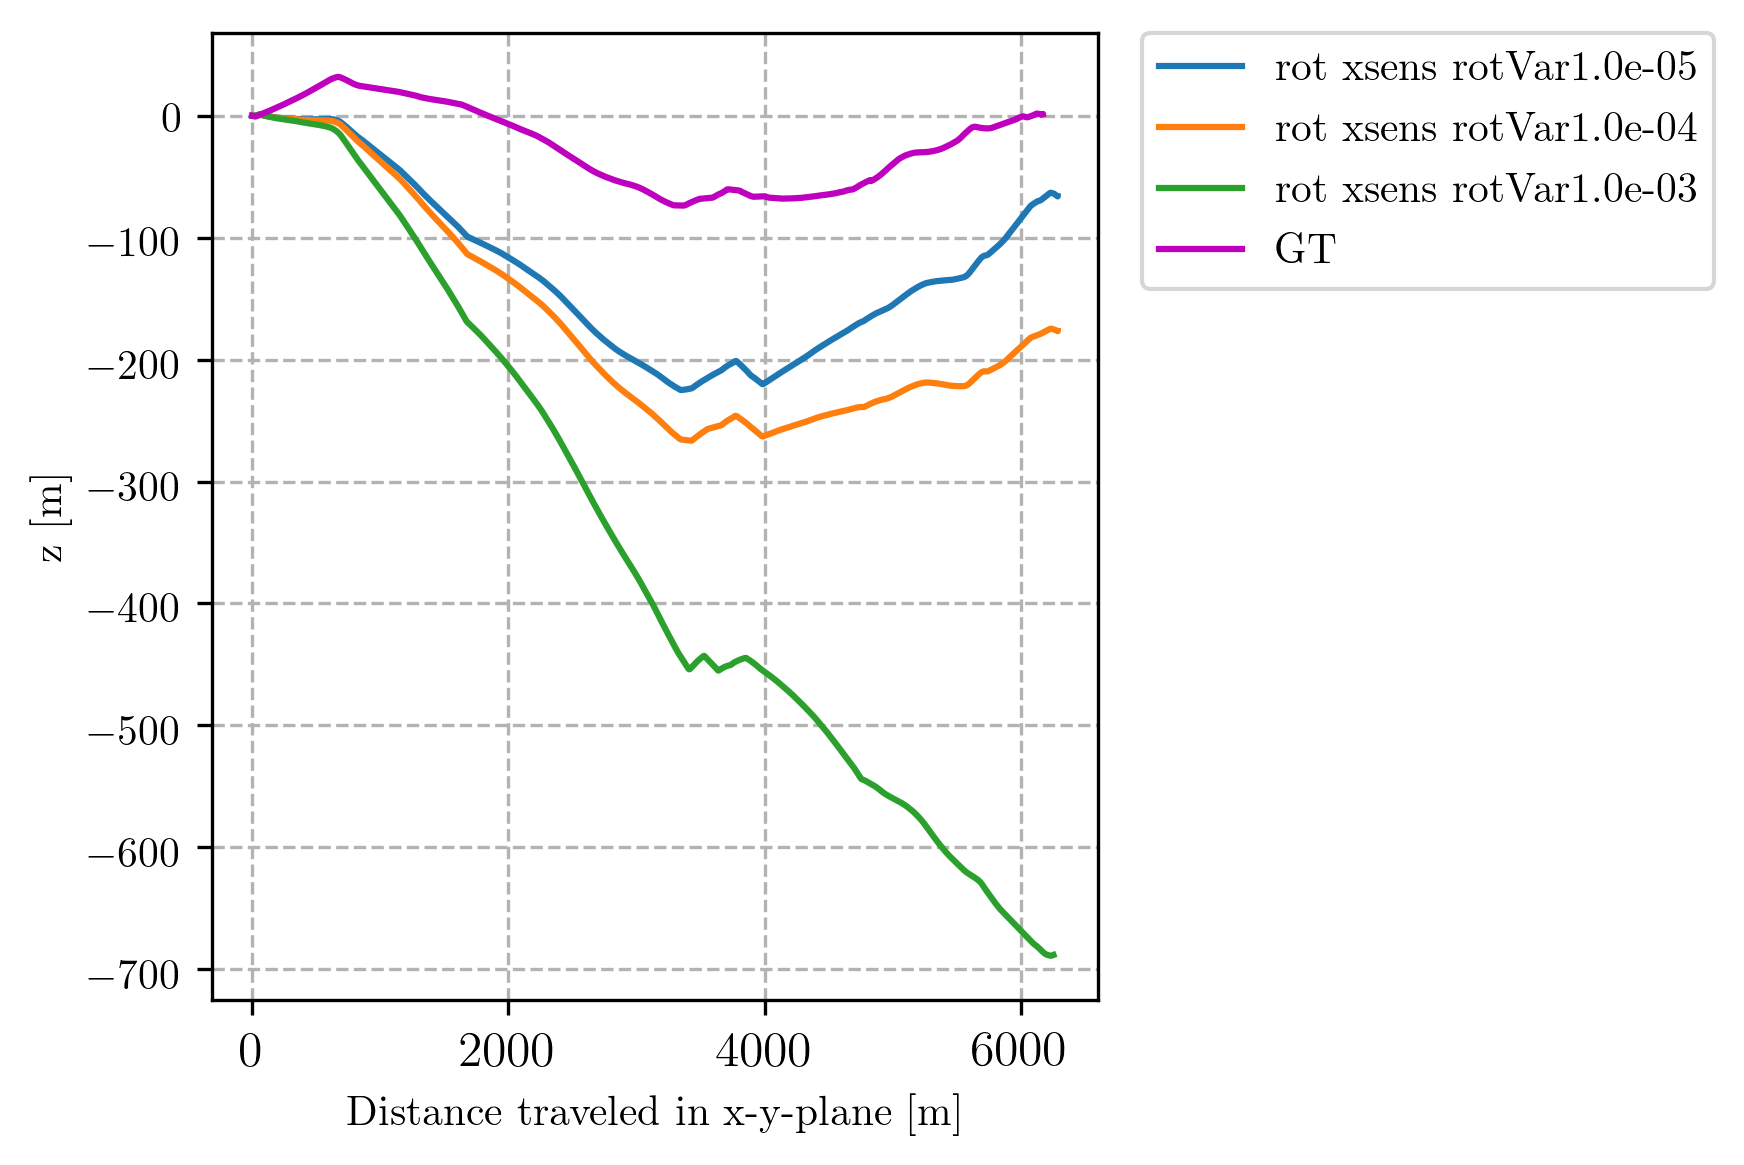 rot xsens rotVar1.0e-05
rot xsens rotVar1.0e-04
rot xsens rotVar1.0e-03
GT
0
−100
−200
−300
−400
−500
−600
−700
z [m]
0 2000 4000 6000
Distance traveled in x-y-plane [m]